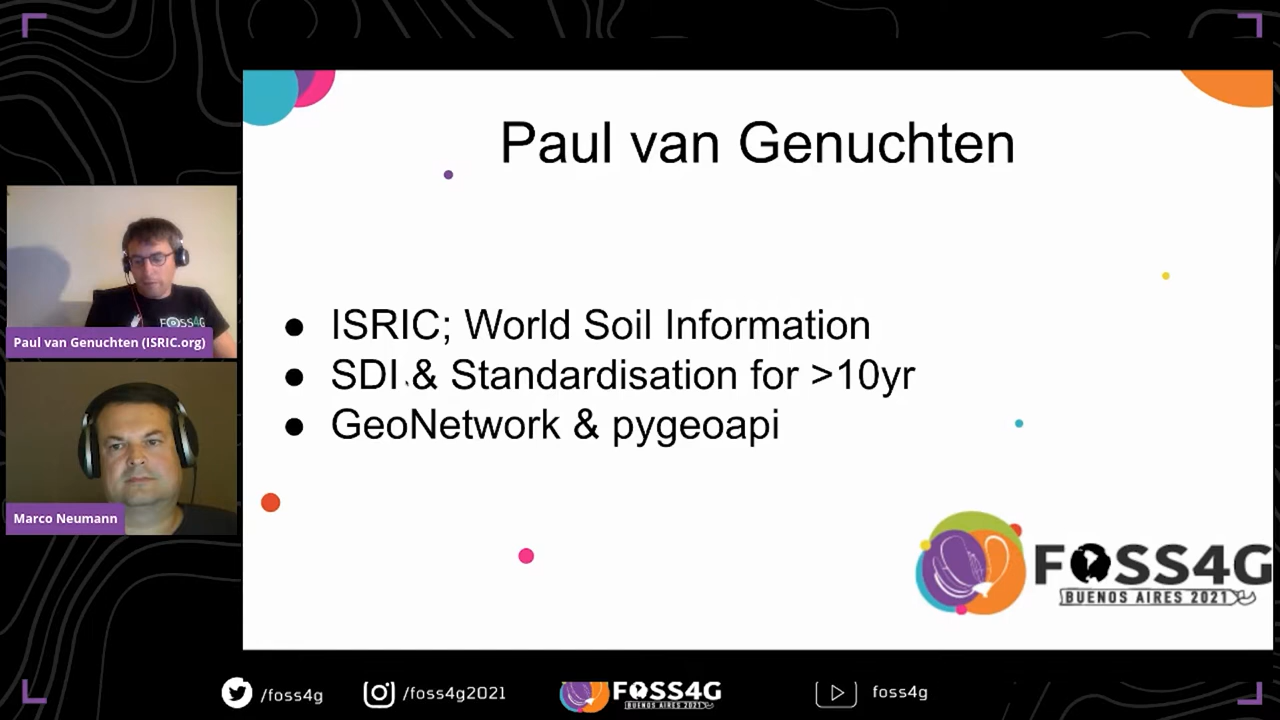 Paul van Genuchten
FOSS4G
Paul van Genuchten (ISRIC.org)
Marco Neumann
● ISRIC; World Soil Information
● SDI & Standardisation for >10yr
● GeoNetwork & pygeoapi
FOSS4G
BUENOS AIRES 2021
/foss4g
/foss4g2021
FOSS4G
BUENOS AIRES 2021
foss4g